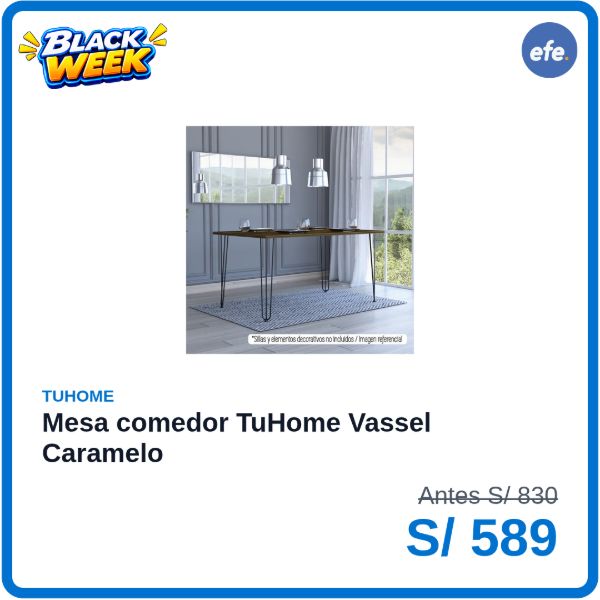 BLACK
WEEK
efe.
*Sillas y elementos decorativos no incluidos / Imagen referencial
TUHOME
Mesa comedor TuHome Vassel
Caramelo
Antes S/ 830
S/ 589